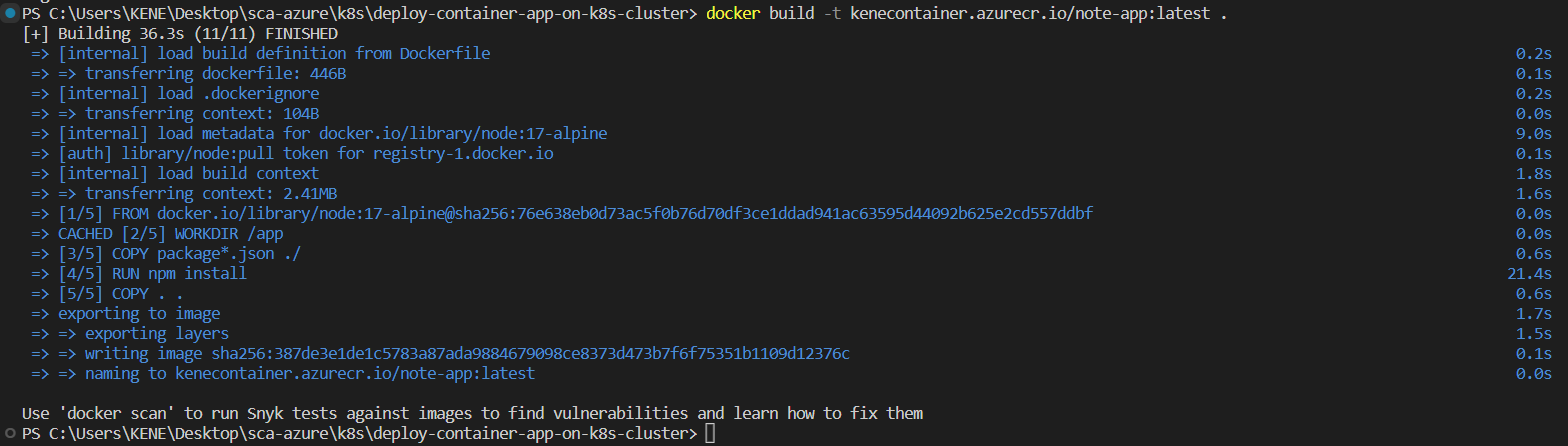 PS C:\Users\KENE\Desktop\sca-azure\k8s\deploy-container-app-on-k8s-cluster> docker build -t kenecontainer.azurecr.io/note-app:latest .
[+] Building 36.3s (11/11) FINISHED
=> [internal] load build definition from Dockerfile 0.2s
=> => transferring dockerfile: 446B 0.1s
=> [internal] load .dockerignore 0.2s
=> => transferring context: 104B 0.0s
=> [internal] load metadata for docker.io/library/node:17-alpine 9.0s
=> [auth] library/node:pull token for registry-1.docker.io 0.1s
=> [internal] load build context 1.8s
=> => transferring context: 2.41MB 1.6s
=> [1/5] FROM docker.io/library/node:17-alpine@sha256:76e638eb0d73ac5f0b76d70df3ce1ddad941ac63595d44092b625e2cd557ddbf 0.0s
=> CACHED [2/5] WORKDIR /app 0.0s
=> [3/5] COPY package*.json ./ 0.6s
=> [4/5] RUN npm install 21.4s
=> [5/5] COPY . . 0.6s
=> exporting to image 1.7s
=> => exporting layers 1.5s
=> => writing image sha256:387de3e1de1c5783a87ada9884679098ce8373d473b7f6f75351b1109d12376c 0.1s
=> => naming to kenecontainer.azurecr.io/note-app:latest 0.0s
Use 'docker scan' to run Snyk tests against images to find vulnerabilities and learn how to fix them
PS C:\Users\KENE\Desktop\sca-azure\k8s\deploy-container-app-on-k8s-cluster>